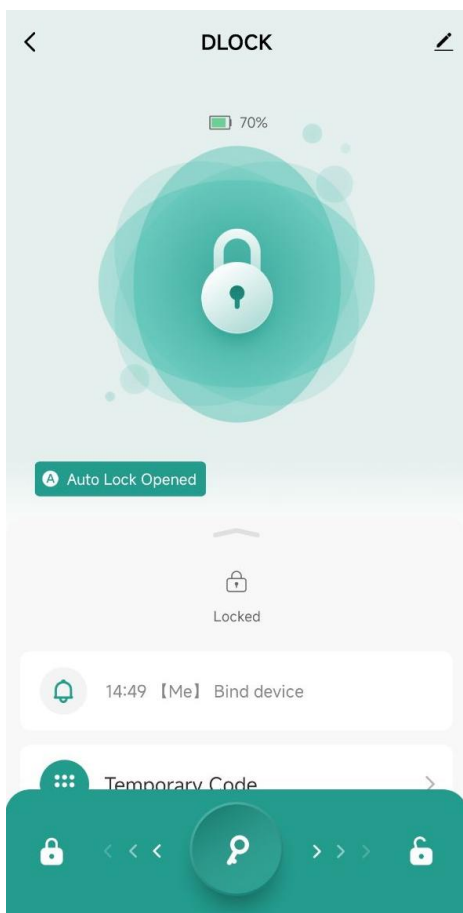 DLOCK
70%
A Auto Lock Opened
Locked
14:49 【Me】 Bind device
Temporary Code